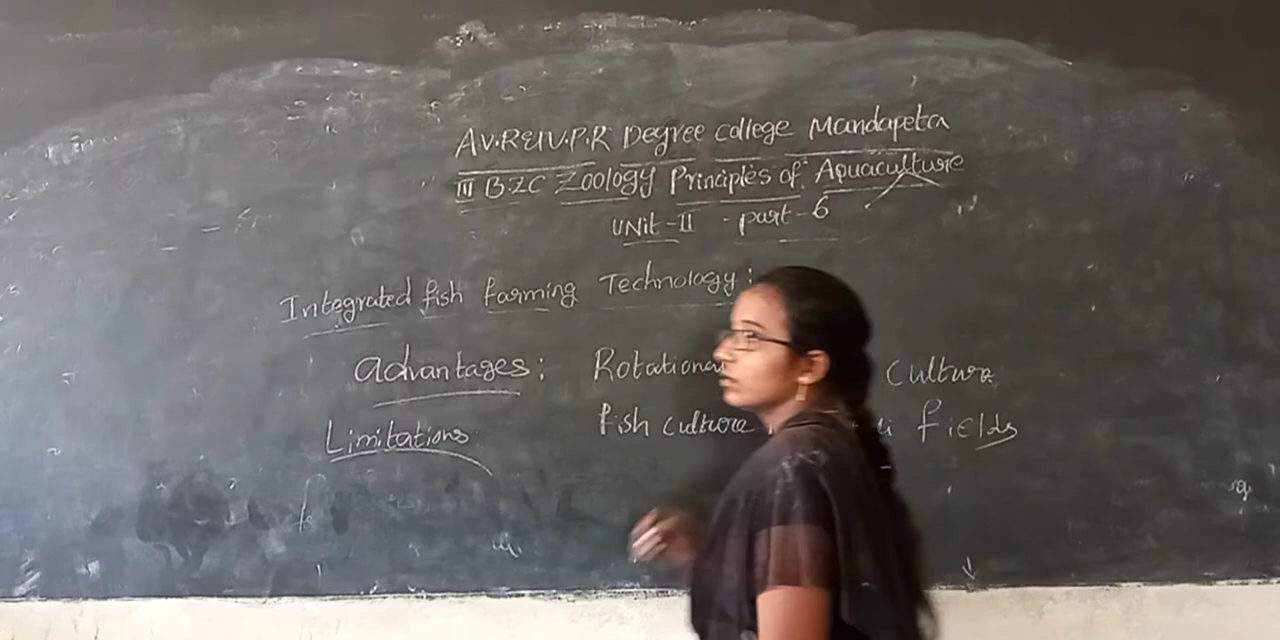 A.V.R & V.P.R Degree college Mandapeta
III B.Z.C Zoology Principles of Aquaculture
UNit-II - part-6
Integrated fish farming Technology:
advantages: Rotational culture
Limitations fish culture fields